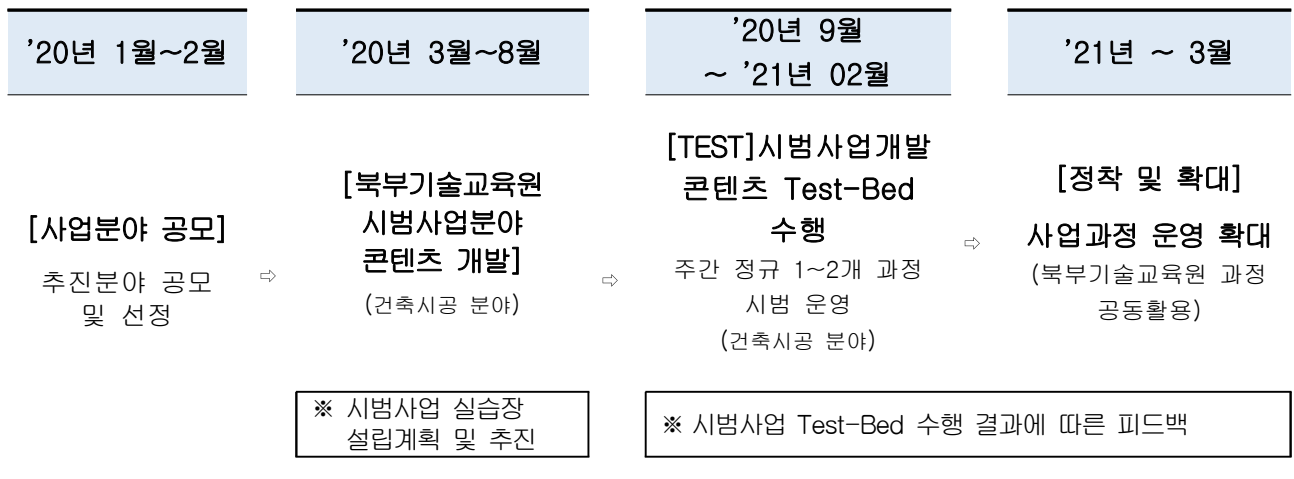 ’20년 1월~2월
[사업분야 공모]
추진분야 공모
및 선정
⇨
’20년 3월~8월
[북부기술교육원
시범사업분야
콘텐츠 개발]
(건축시공 분야)
※ 시범사업 실습장
설립계획 및 추진
⇨
’20년 9월
~ ’21년 02월
[TEST]시범사업개발
콘텐츠 Test-Bed
수행
주간 정규 1~2개 과정
시범 운영
(건축시공 분야)
⇨
’21년 ~ 3월
[정착 및 확대]
사업과정 운영 확대
(북부기술교육원 과정
공동활용)
※ 시범사업 Test-Bed 수행 결과에 따른 피드백